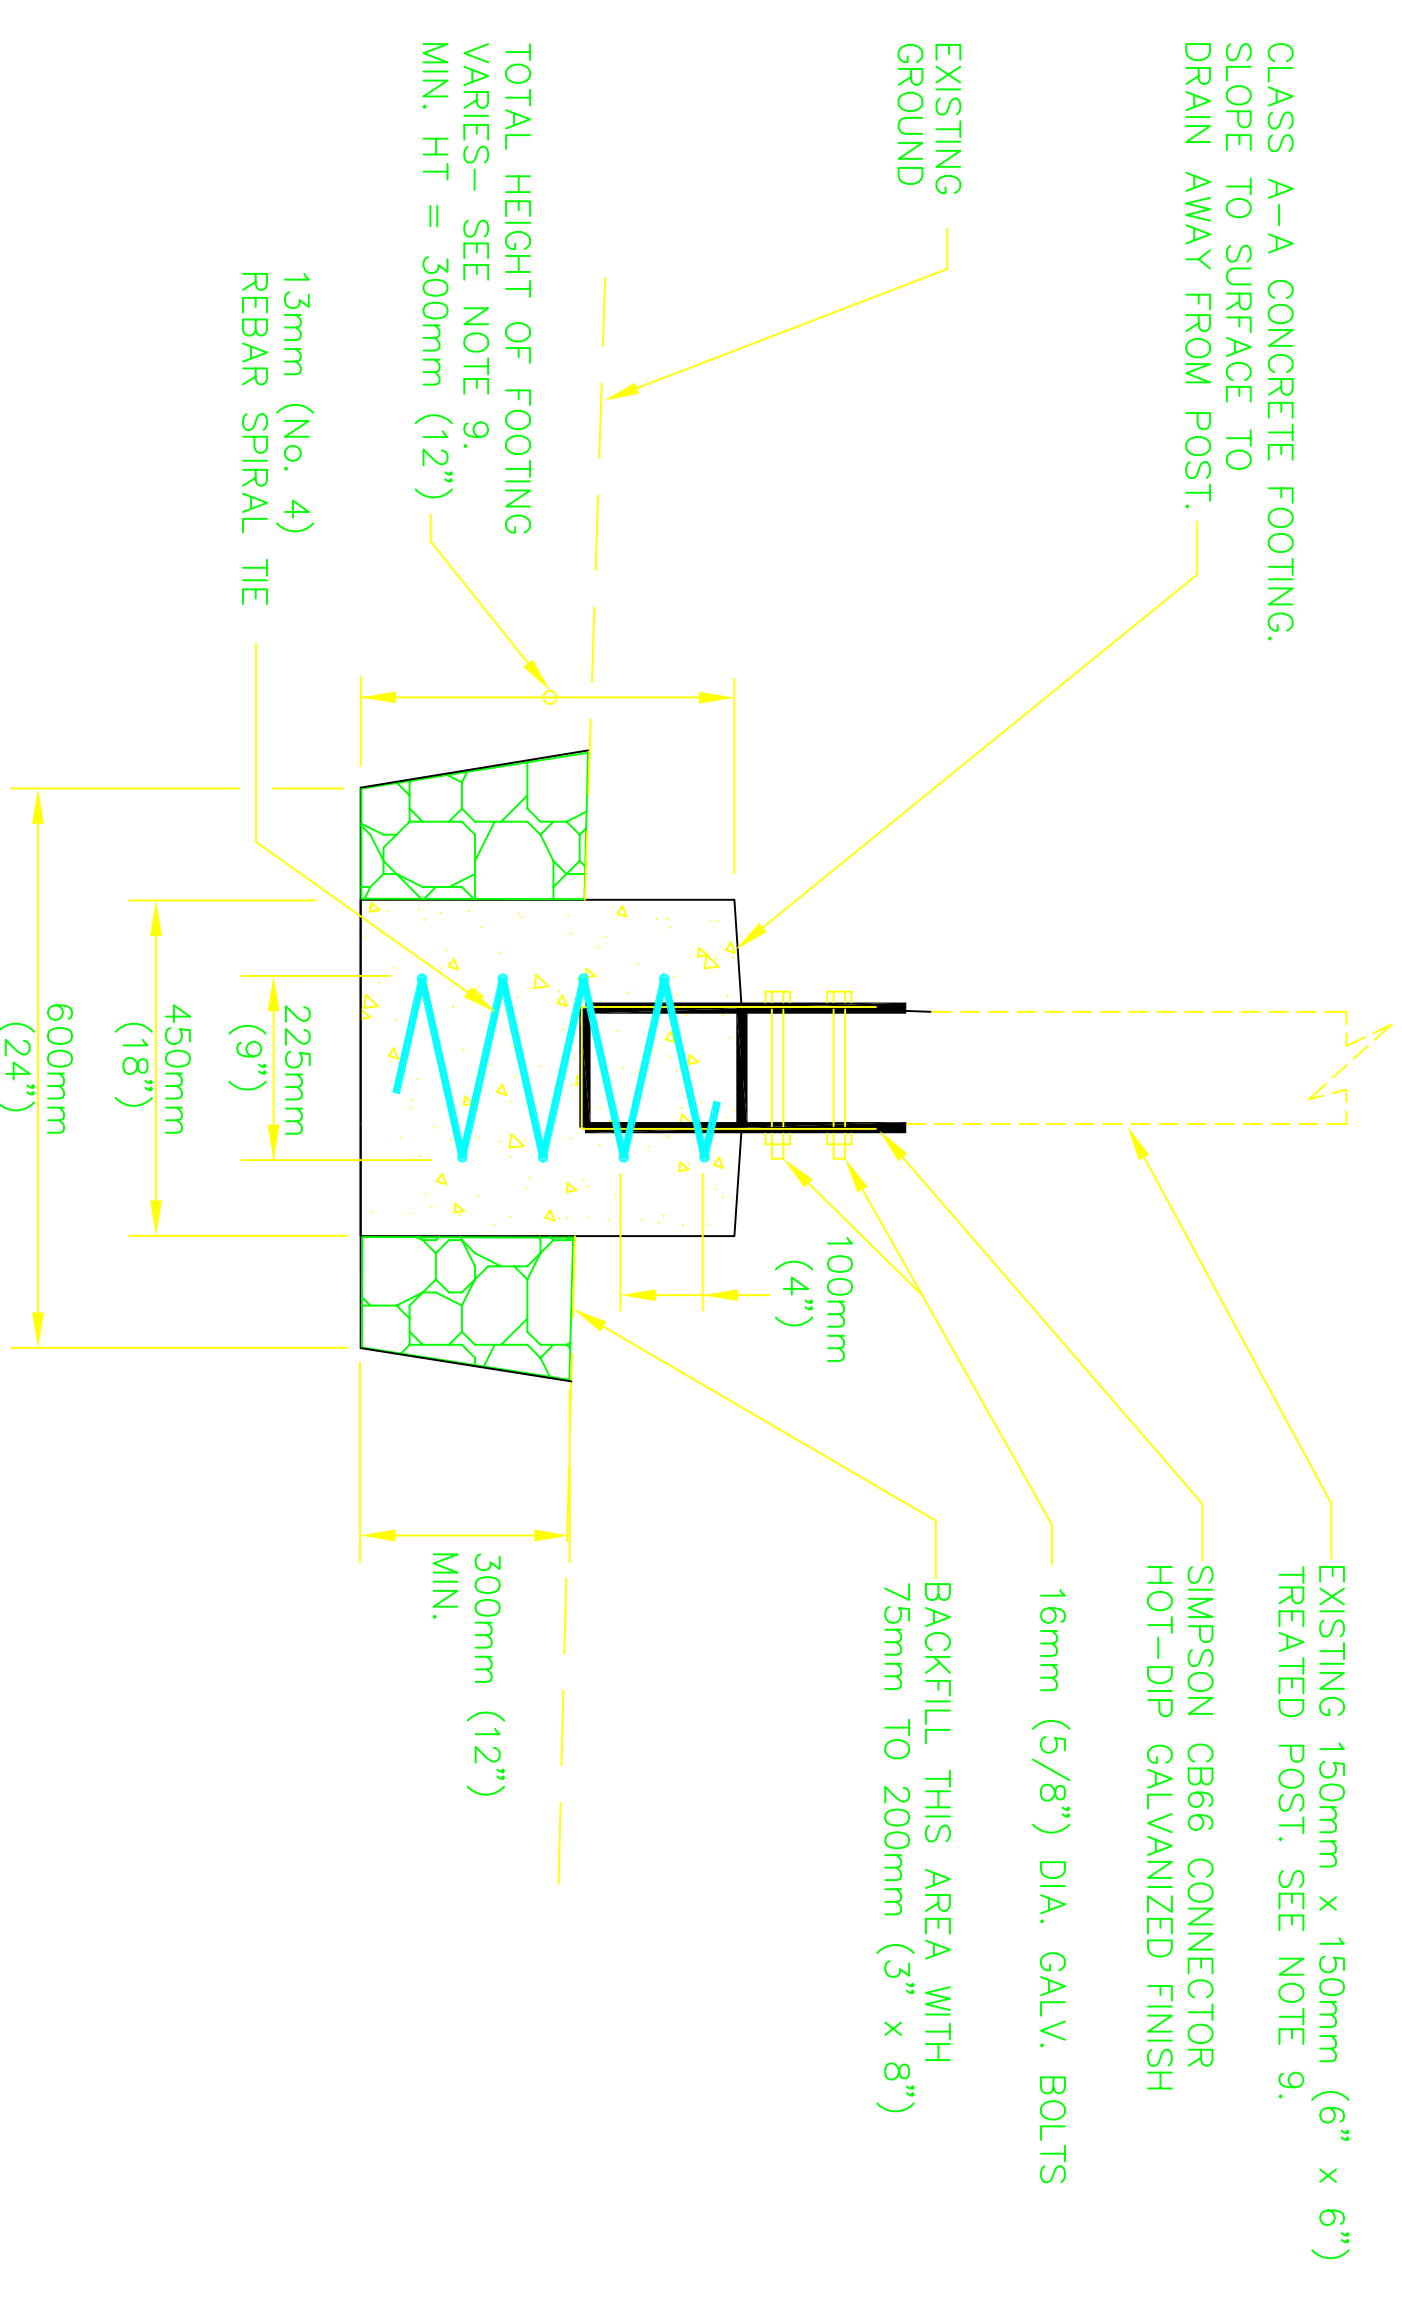 CLASS A-A CONCRETE FOOTING.
SLOPE TO SURFACE TO
DRAIN AWAY FROM POST.
EXISTING
GROUND
TOTAL HEIGHT OF FOOTING
VARIES- SEE NOTE 9.
MIN. HT = 300mm (12")
13mm (No. 4)
REBAR SPIRAL TIE
EXISTING 150mm x 150mm (6" x 6")
TREATED POST. SEE NOTE 9.
SIMPSON CB66 CONNECTOR
HOT-DIP GALVANIZED FINISH
16mm (5/8") DIA. GALV. BOLTS
BACKFILL THIS AREA WITH
75mm TO 200mm (3" x 8")
100mm
(4")
300mm (12")
MIN.
225mm
(9")
450mm
(18")
600mm
(24")